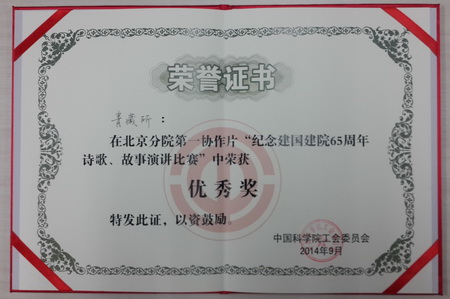 荣誉证书
青藏所：
在北京分院第一协作片“纪念建国建院65周年
诗歌、故事演讲比赛”中荣获
优秀奖
特发此证，以资鼓励。
中国科学院工会委员会
2014年9月